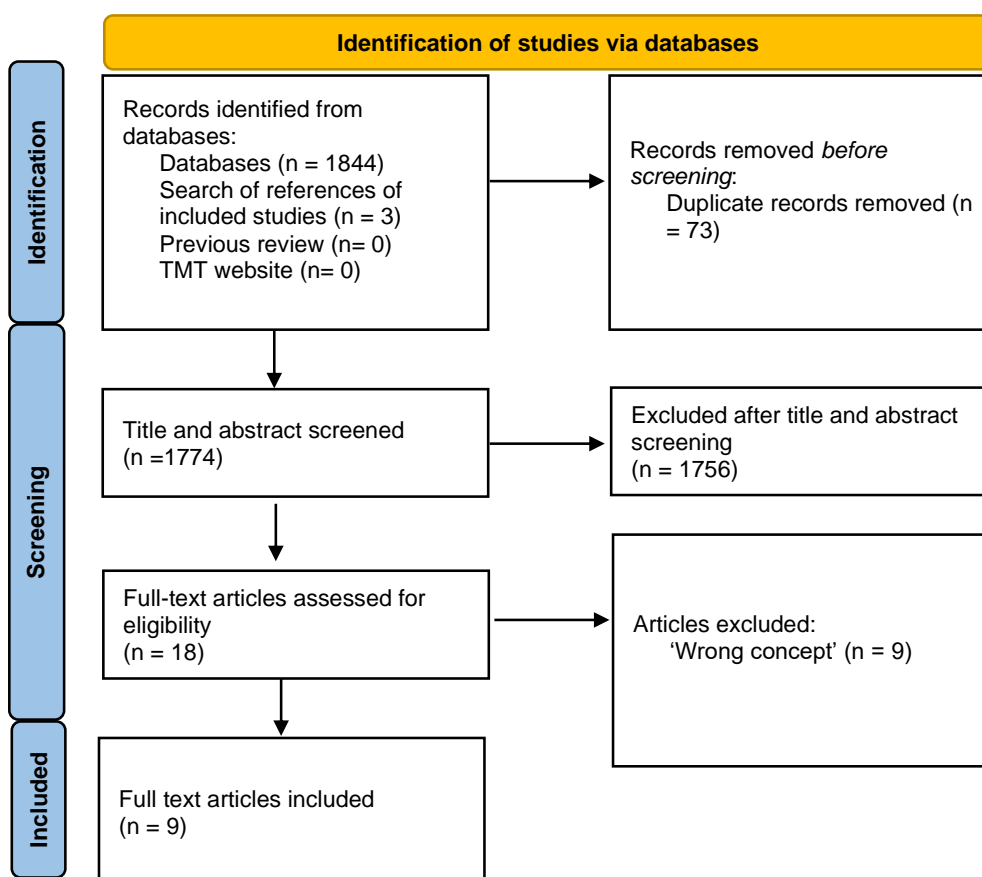 Identification of studies via databases
Identification
Records identified from
databases:
Databases (n = 1844)
Search of references of
included studies (n = 3)
Previous review (n= 0)
TMT website (n= 0)
Records removed before
screening:
Duplicate records removed (n
= 73)
Screening
Title and abstract screened
(n =1774)
Excluded after title and abstract
screening
(n = 1756)
Full-text articles assessed for
eligibility
(n = 18)
Articles excluded:
‘Wrong concept’ (n = 9)
Included
Full text articles included
(n = 9)